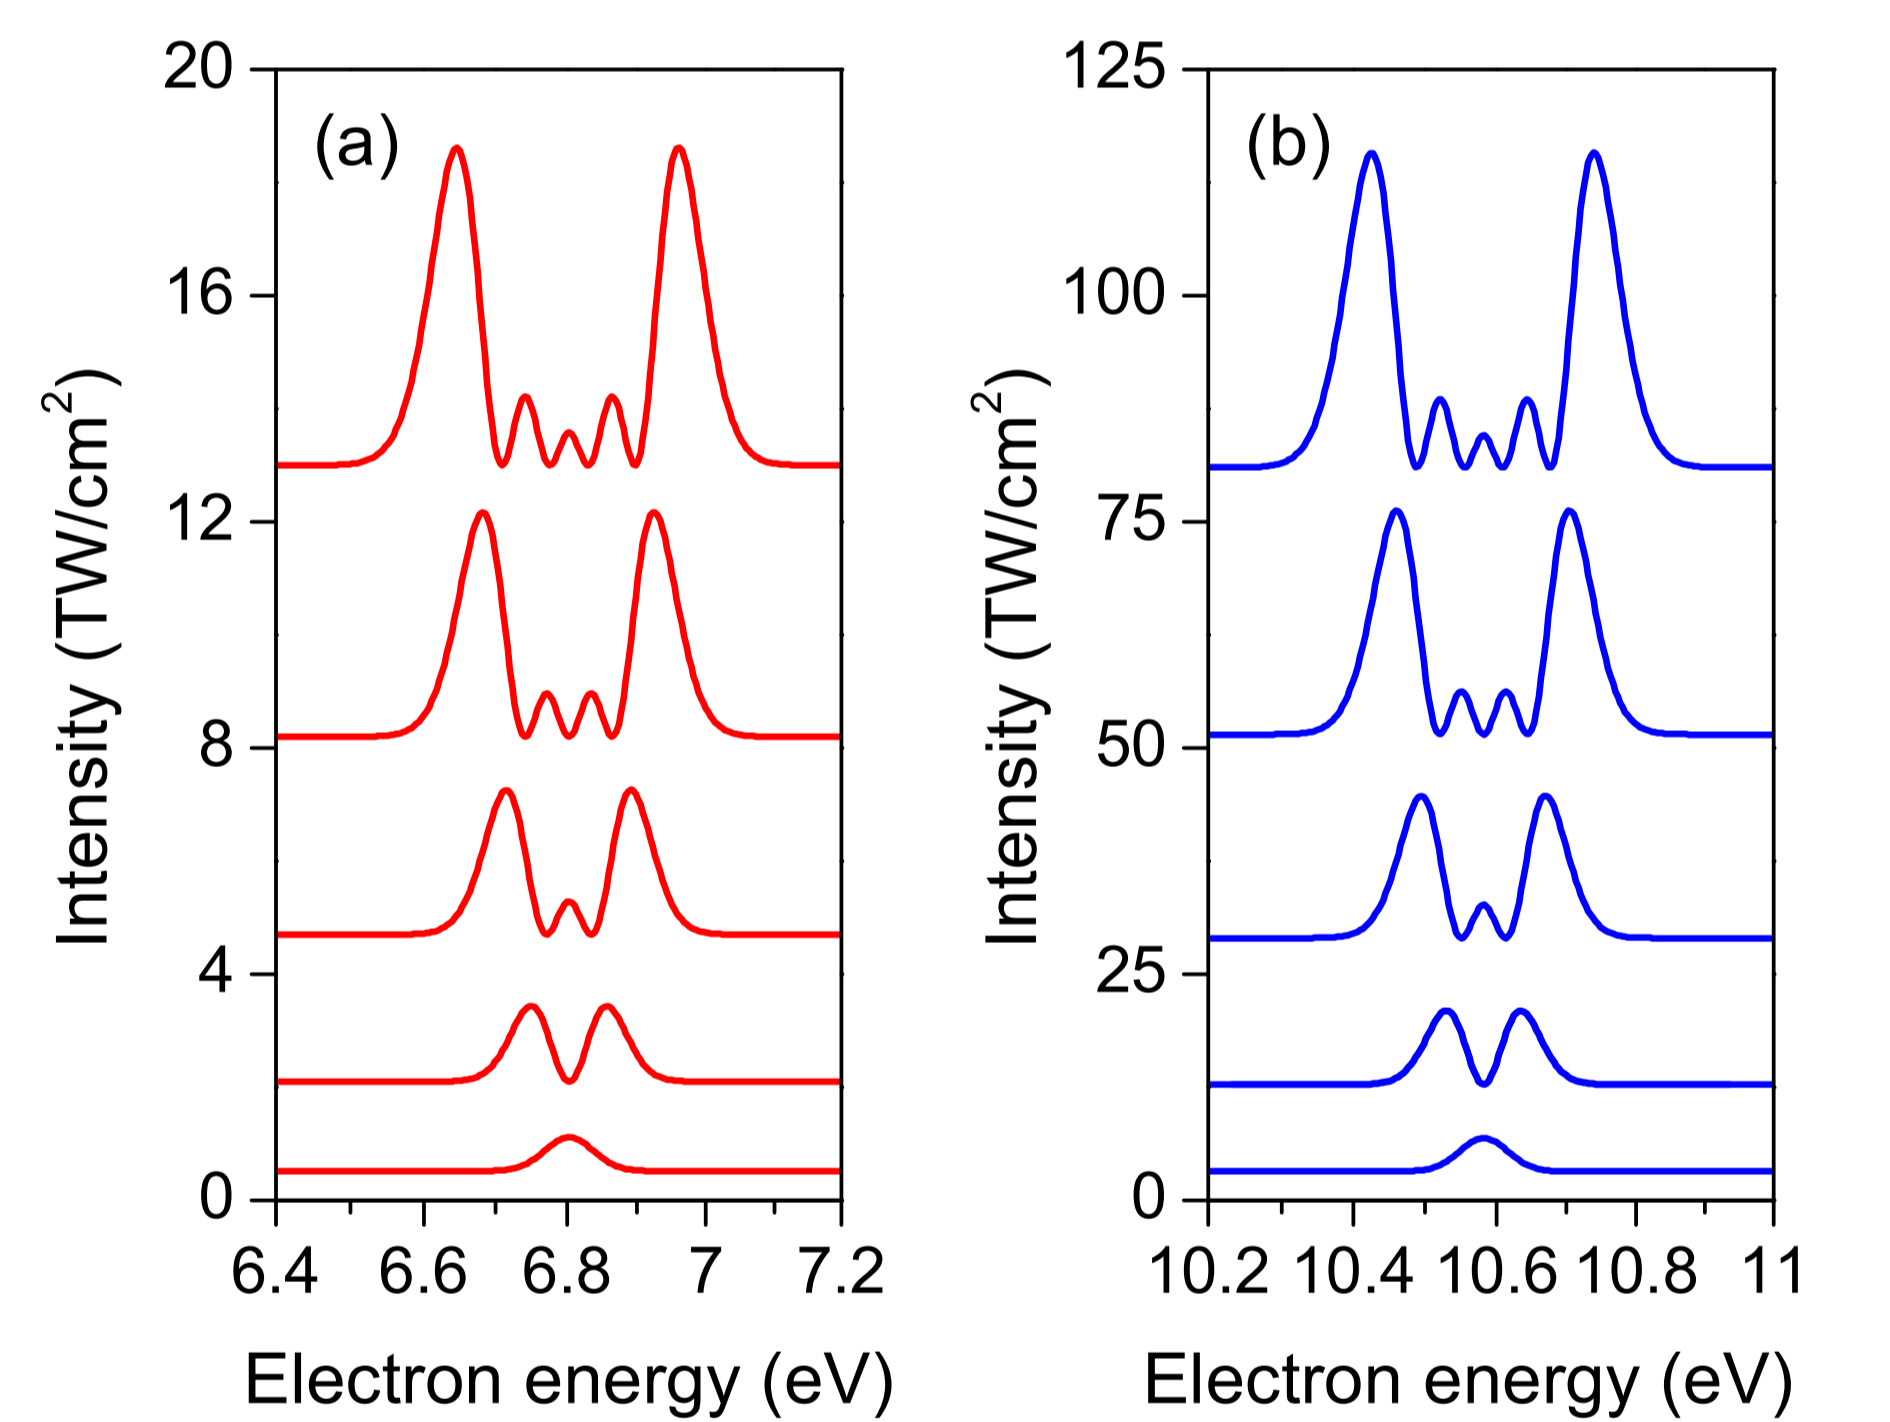 (a)
20
16
12
8
4
0
Intensity (TW/cm²)
6.4 6.6 6.8 7 7.2
Electron energy (eV)
(b)
125
100
75
50
25
0
Intensity (TW/cm²)
10.2 10.4 10.6 10.8 11
Electron energy (eV)